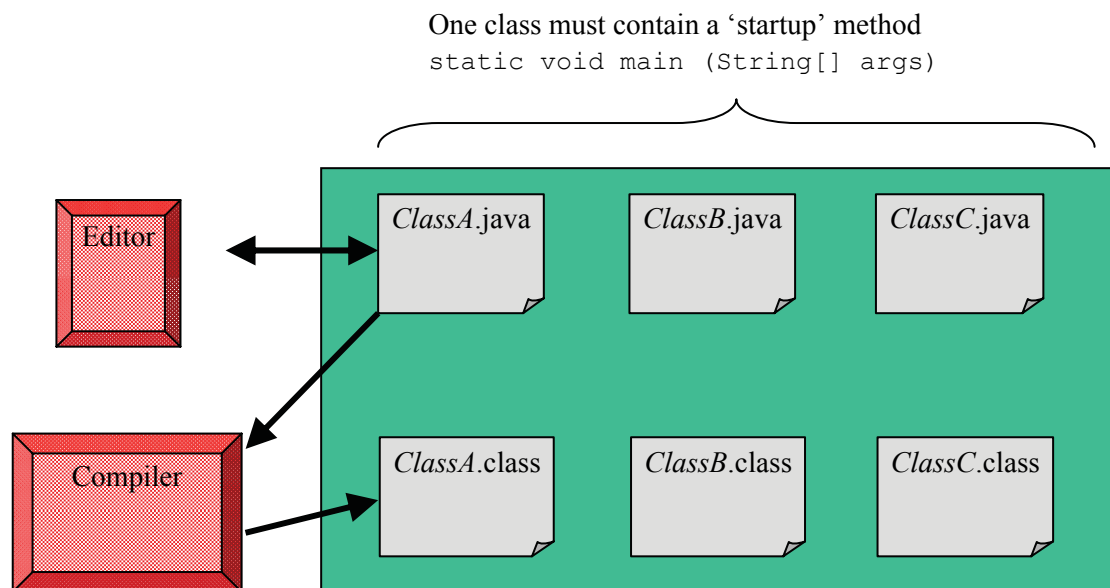 One class must contain a ‘startup’ method
static void main (String[] args)
Editor
ClassA.java
ClassB.java
ClassC.java
Compiler
ClassA.class
ClassB.class
ClassC.class